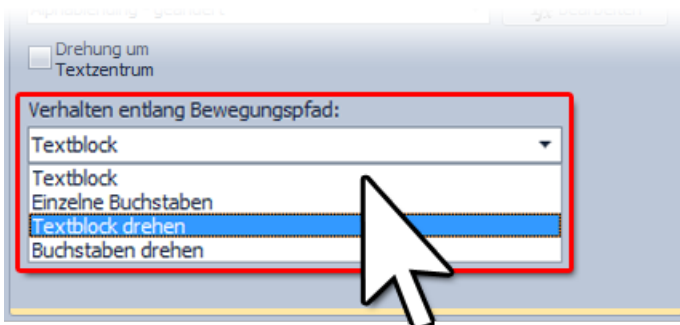 Drehung um
Textzentrum
Verhalten entlang Bewegungspfad:
Textblock
Textblock
Einzelne Buchstaben
Textblock drehen
Buchstaben drehen